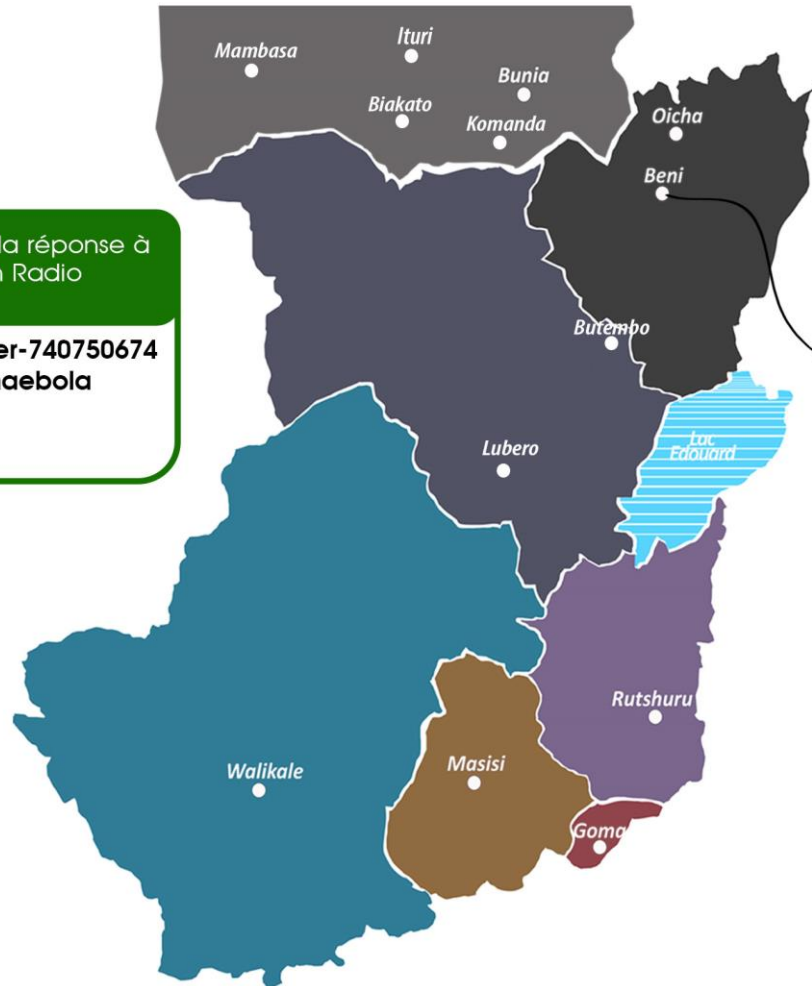 Ituri
Mambasa
Bunia
Biakato
Komanda
Oicha
Beni
la réponse à
Radio
er-740750674
aebola
Butembo
Lac
Edouard
Lubero
Rutshuru
Masisi
Walikale
Goma